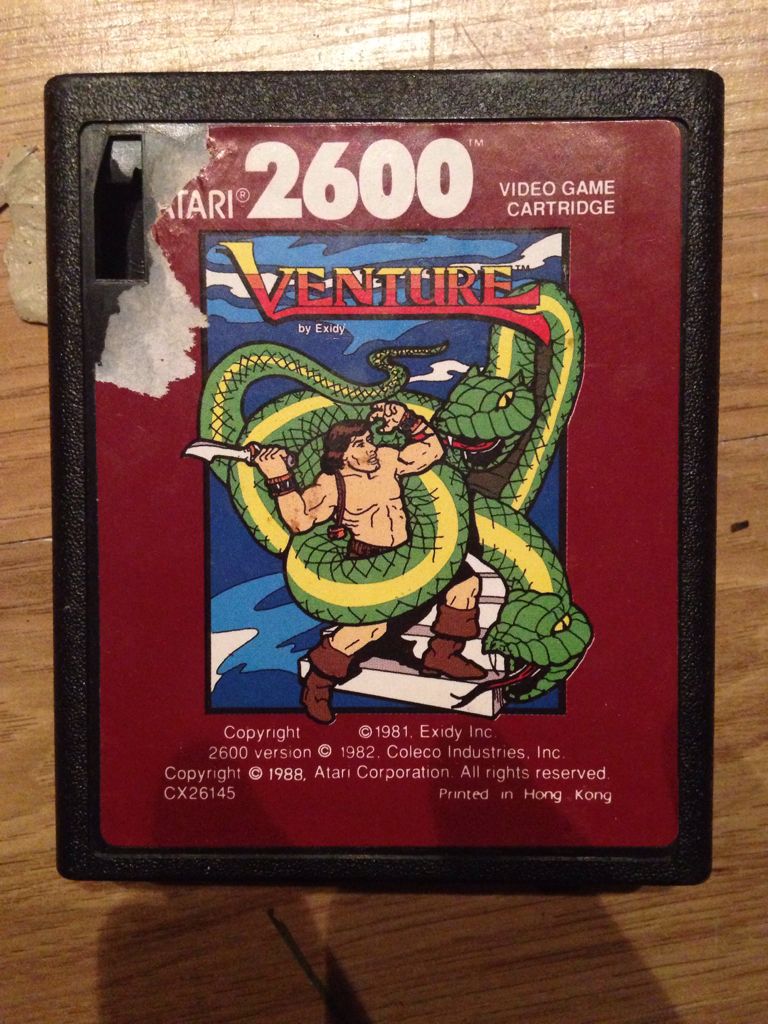 ATARI® 2600™
VIDEO GAME
CARTRIDGE
VENTURE™
by Exidy
Copyright ©1981, Exidy Inc.
2600 version © 1982, Coleco Industries, Inc.
Copyright © 1988, Atari Corporation. All rights reserved.
CX26145 Printed in Hong Kong